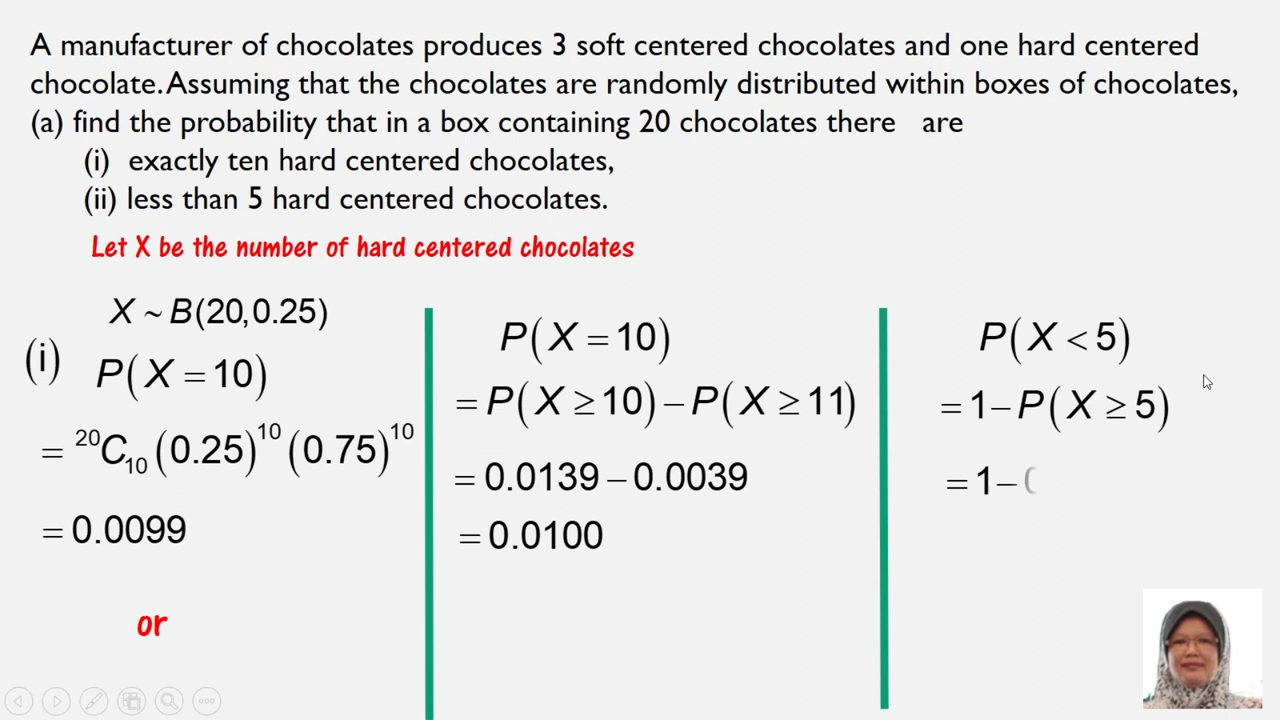 A manufacturer of chocolates produces 3 soft centered chocolates and one hard centered
chocolate. Assuming that the chocolates are randomly distributed within boxes of chocolates,
(a) find the probability that in a box containing 20 chocolates there are
(i) exactly ten hard centered chocolates,
(ii) less than 5 hard centered chocolates.
Let X be the number of hard centered chocolates
X ~ B(20,0.25)
(i) P(X = 10)
= ²⁰C₁₀ (0.25)¹⁰ (0.75)¹⁰
= 0.0099
or
P(X = 10)
= P(X ≥ 10) − P(X ≥ 11)
= 0.0139 − 0.0039
= 0.0100
P(X < 5)
= 1 − P(X ≥ 5)
= 1 −